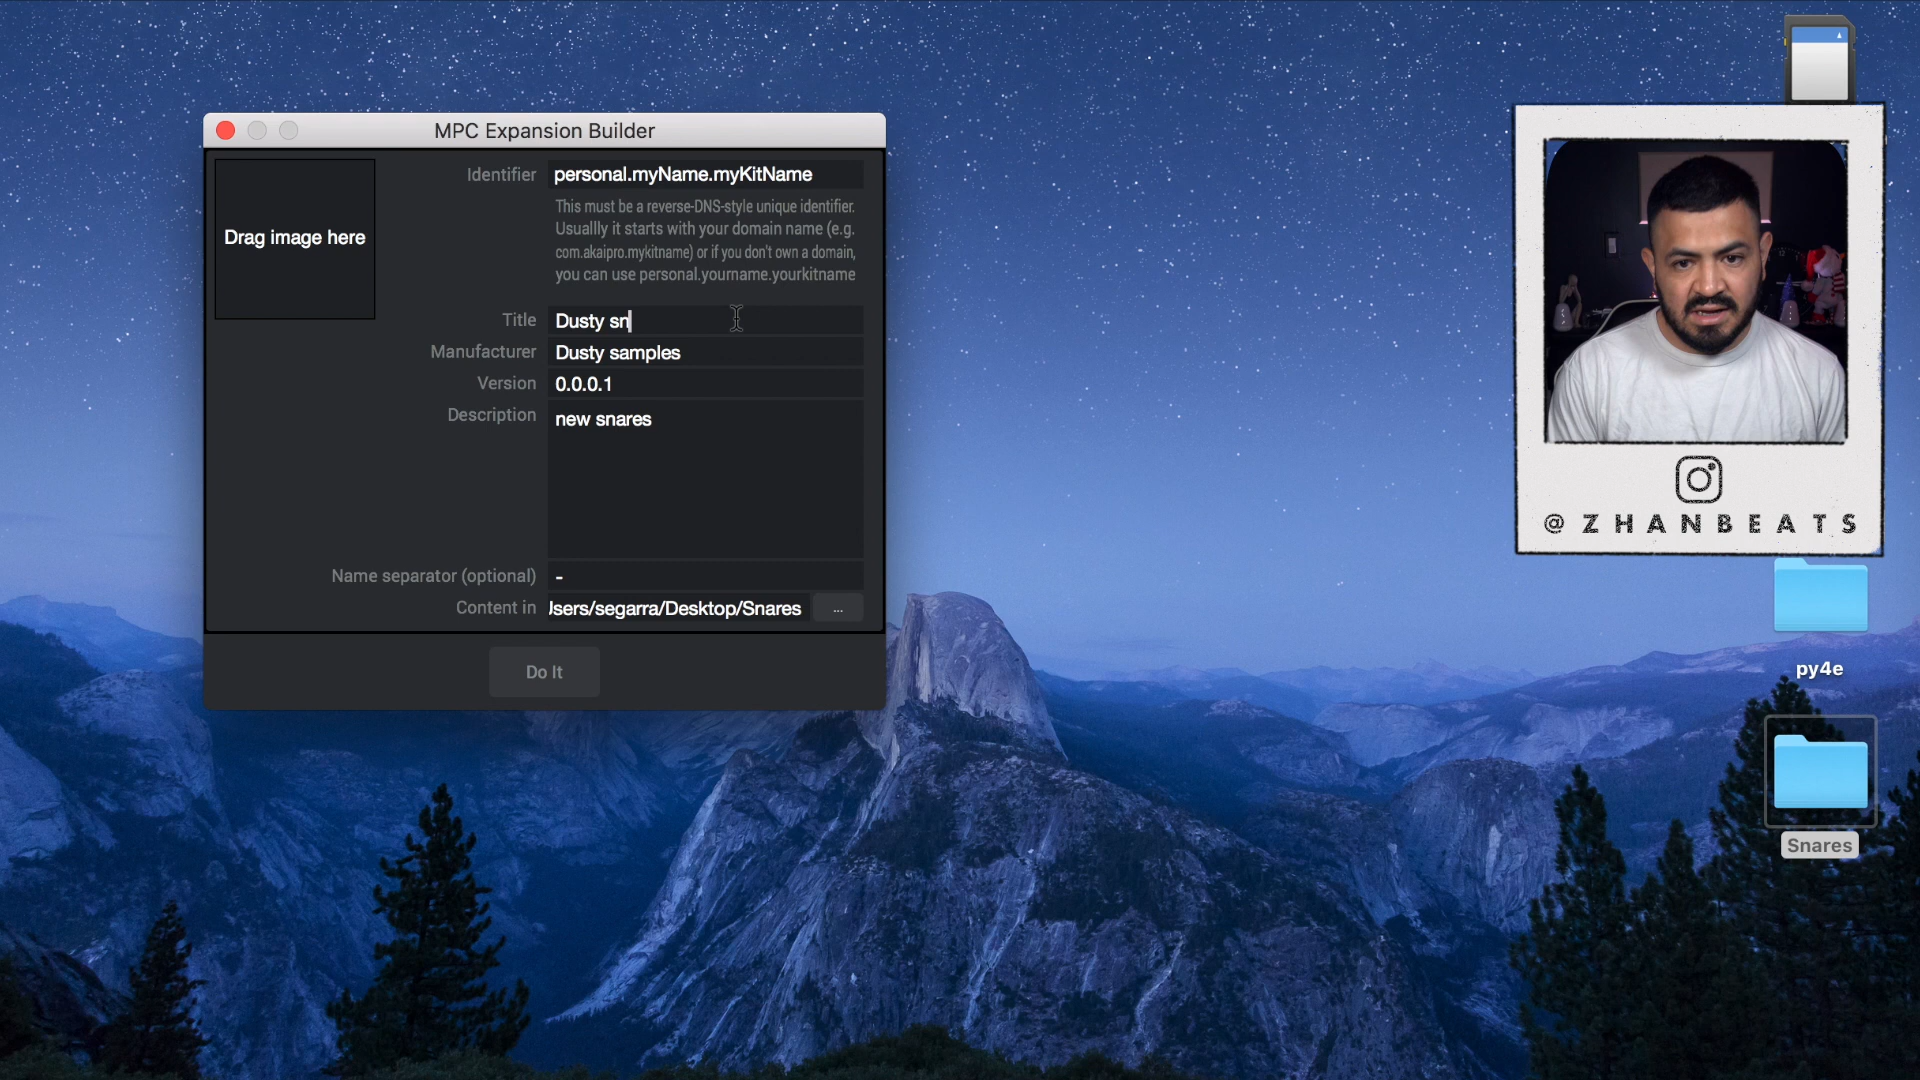 MPC Expansion Builder
Drag image here
Identifier personal.myName.myKitName
This must be a reverse-DNS-style unique identifier.
Usuallly it starts with your domain name (e.g.
com.akaipro.mykitname) or if you don't own a domain,
you can use personal.yourname.yourkitname
Title Dusty sn
Manufacturer Dusty samples
Version 0.0.0.1
Description new snares
Name separator (optional) -
Content in Jsers/segarra/Desktop/Snares ...
Do It
@ZHANBEATS
py4e
Snares